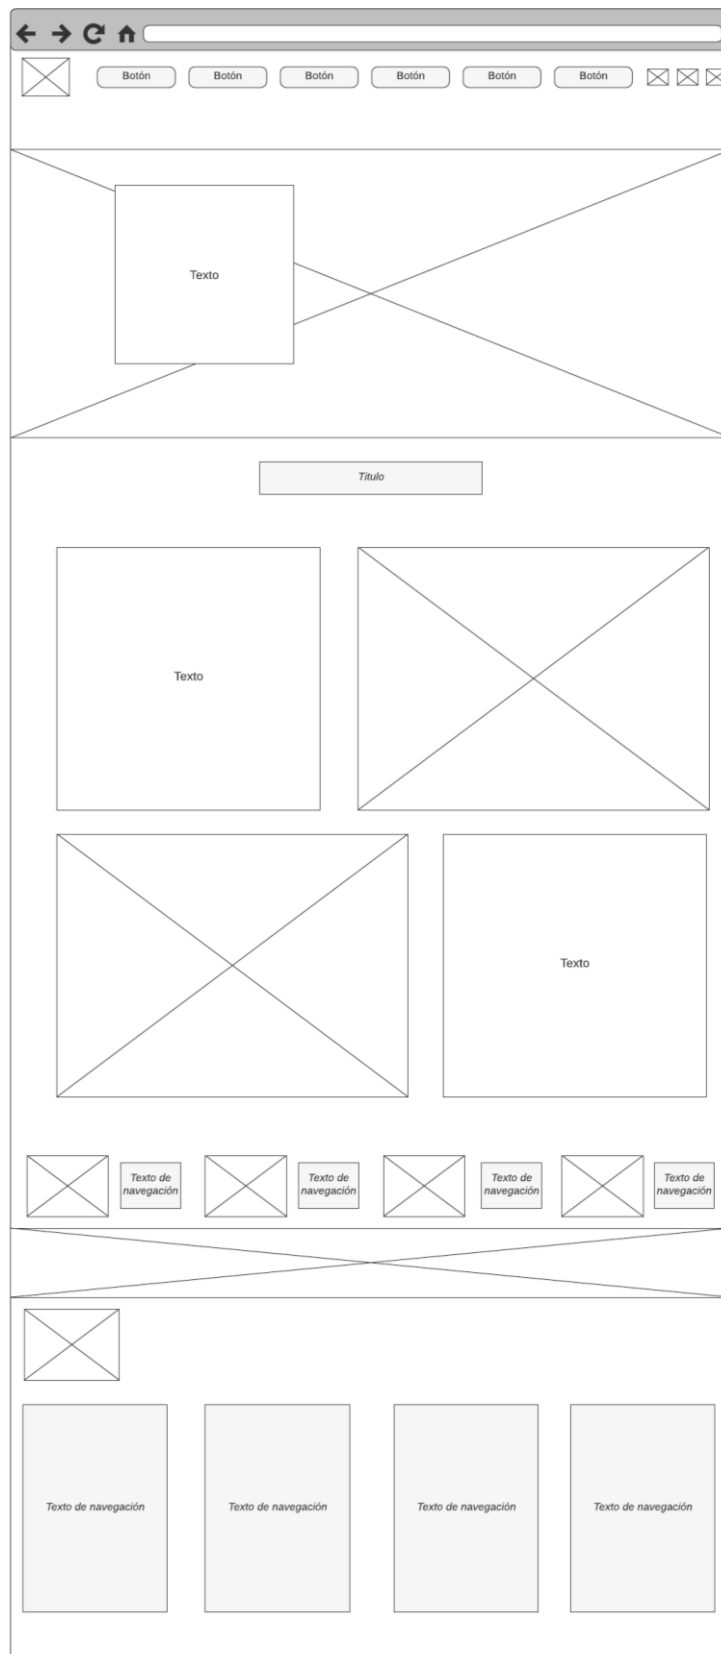 Botón
Botón
Botón
Botón
Botón
Botón
Texto
Título
Texto
Texto
Texto de
navegación
Texto de
navegación
Texto de
navegación
Texto de
navegación
Texto de navegación
Texto de navegación
Texto de navegación
Texto de navegación